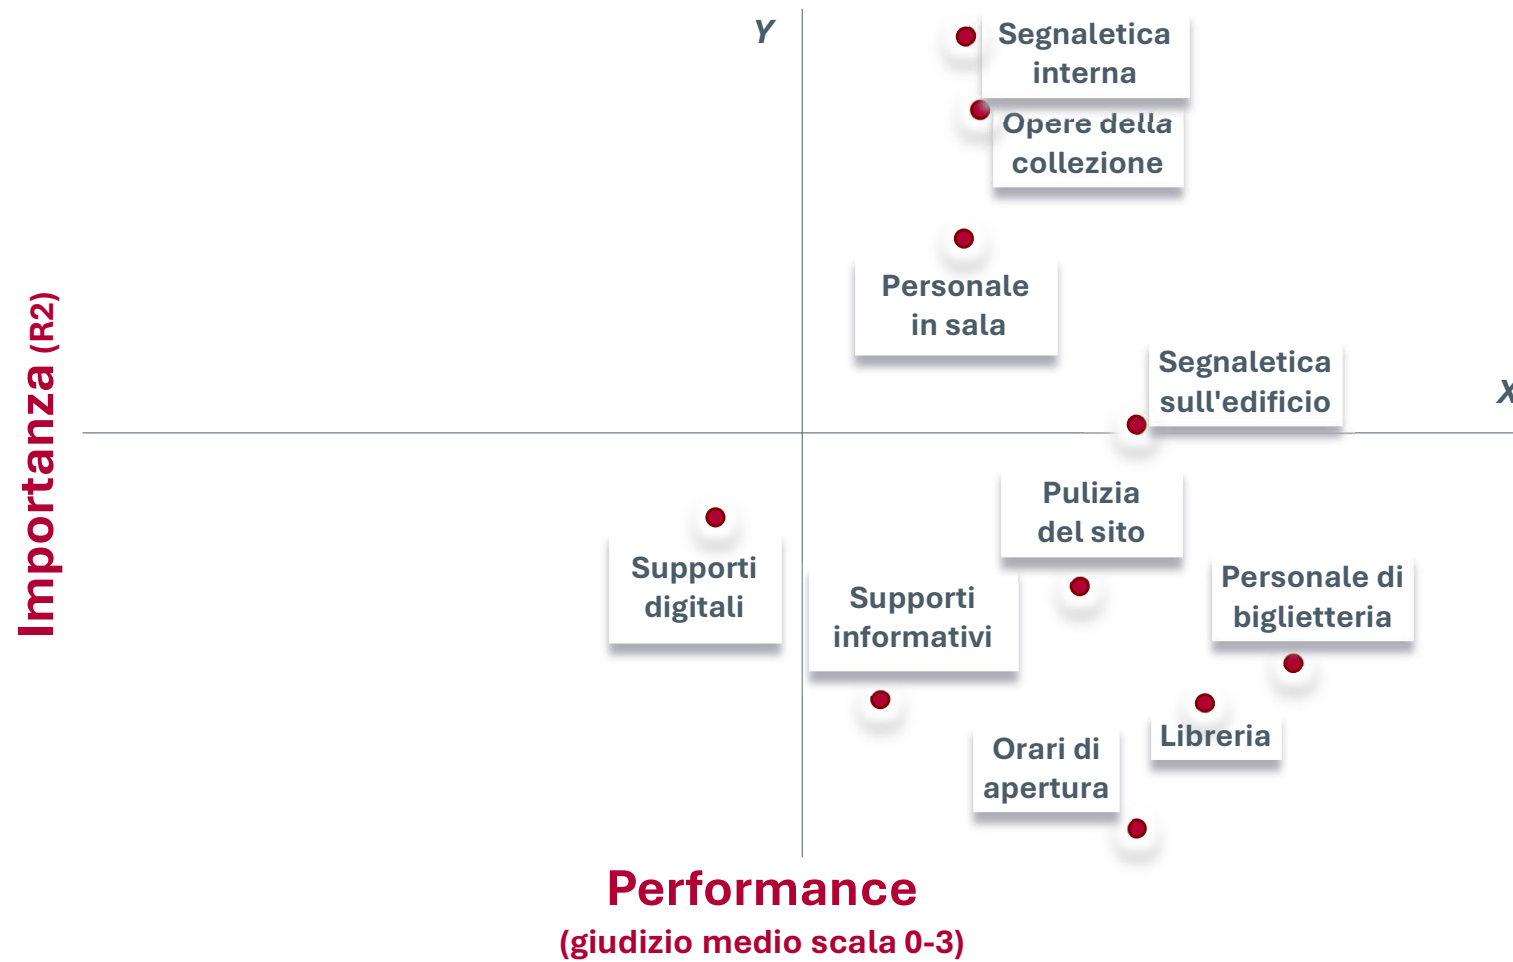 Y
Segnaletica
interna
Opere della
collezione
Personale
in sala
Segnaletica
sull'edificio
X
Importanza (R2)
Pulizia
del sito
Supporti
digitali
Supporti
informativi
Personale di
biglietteria
Libreria
Orari di
apertura
Performance
(giudizio medio scala 0-3)